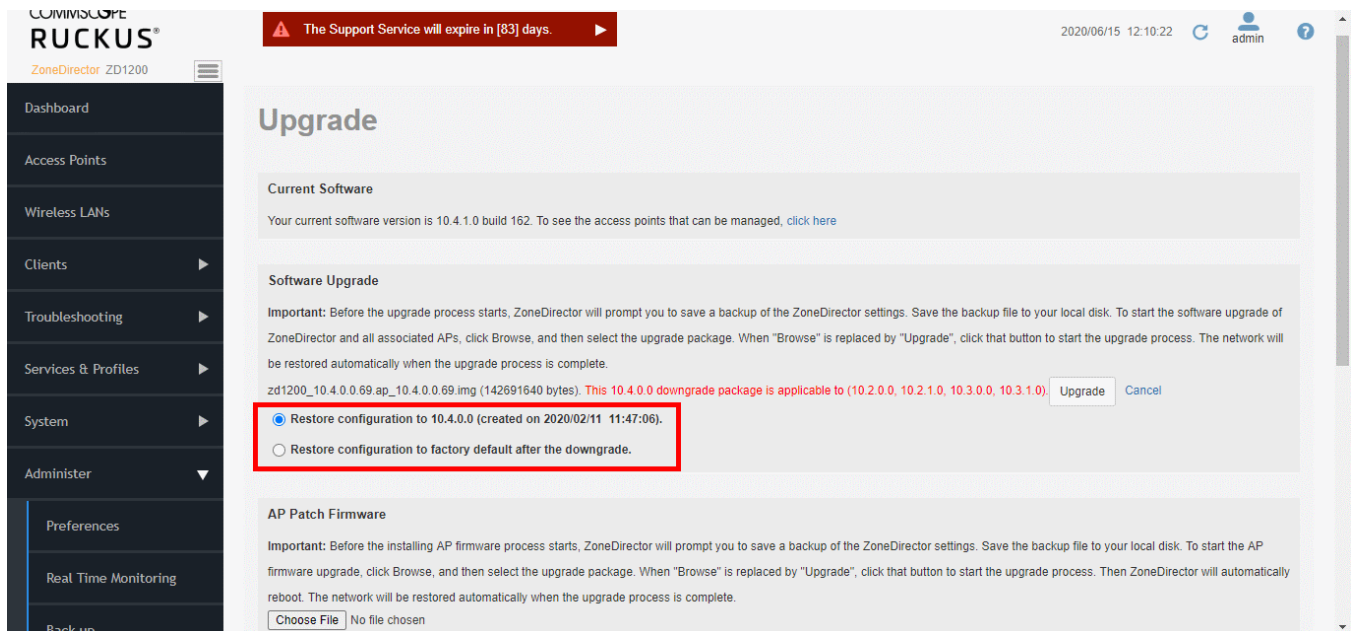 COMMSCOPE
RUCKUS®
ZoneDirector ZD1200
The Support Service will expire in [83] days.
2020/06/15 12:10:22
admin
Dashboard
Access Points
Wireless LANs
Clients
Troubleshooting
Services & Profiles
System
Administer
Preferences
Real Time Monitoring
Back up
Upgrade
Current Software
Your current software version is 10.4.1.0 build 162. To see the access points that can be managed, click here
Software Upgrade
Important: Before the upgrade process starts, ZoneDirector will prompt you to save a backup of the ZoneDirector settings. Save the backup file to your local disk. To start the software upgrade of
ZoneDirector and all associated APs, click Browse, and then select the upgrade package. When "Browse" is replaced by "Upgrade", click that button to start the upgrade process. The network will
be restored automatically when the upgrade process is complete.
zd1200_10.4.0.0.69.ap_10.4.0.0.69.img (142691640 bytes). This 10.4.0.0 downgrade package is applicable to (10.2.0.0, 10.2.1.0, 10.3.0.0, 10.3.1.0). Upgrade Cancel
Restore configuration to 10.4.0.0 (created on 2020/02/11 11:47:06).
Restore configuration to factory default after the downgrade.
AP Patch Firmware
Important: Before the installing AP firmware process starts, ZoneDirector will prompt you to save a backup of the ZoneDirector settings. Save the backup file to your local disk. To start the AP
firmware upgrade, click Browse, and then select the upgrade package. When "Browse" is replaced by "Upgrade", click that button to start the upgrade process. Then ZoneDirector will automatically
reboot. The network will be restored automatically when the upgrade process is complete.
Choose File No file chosen